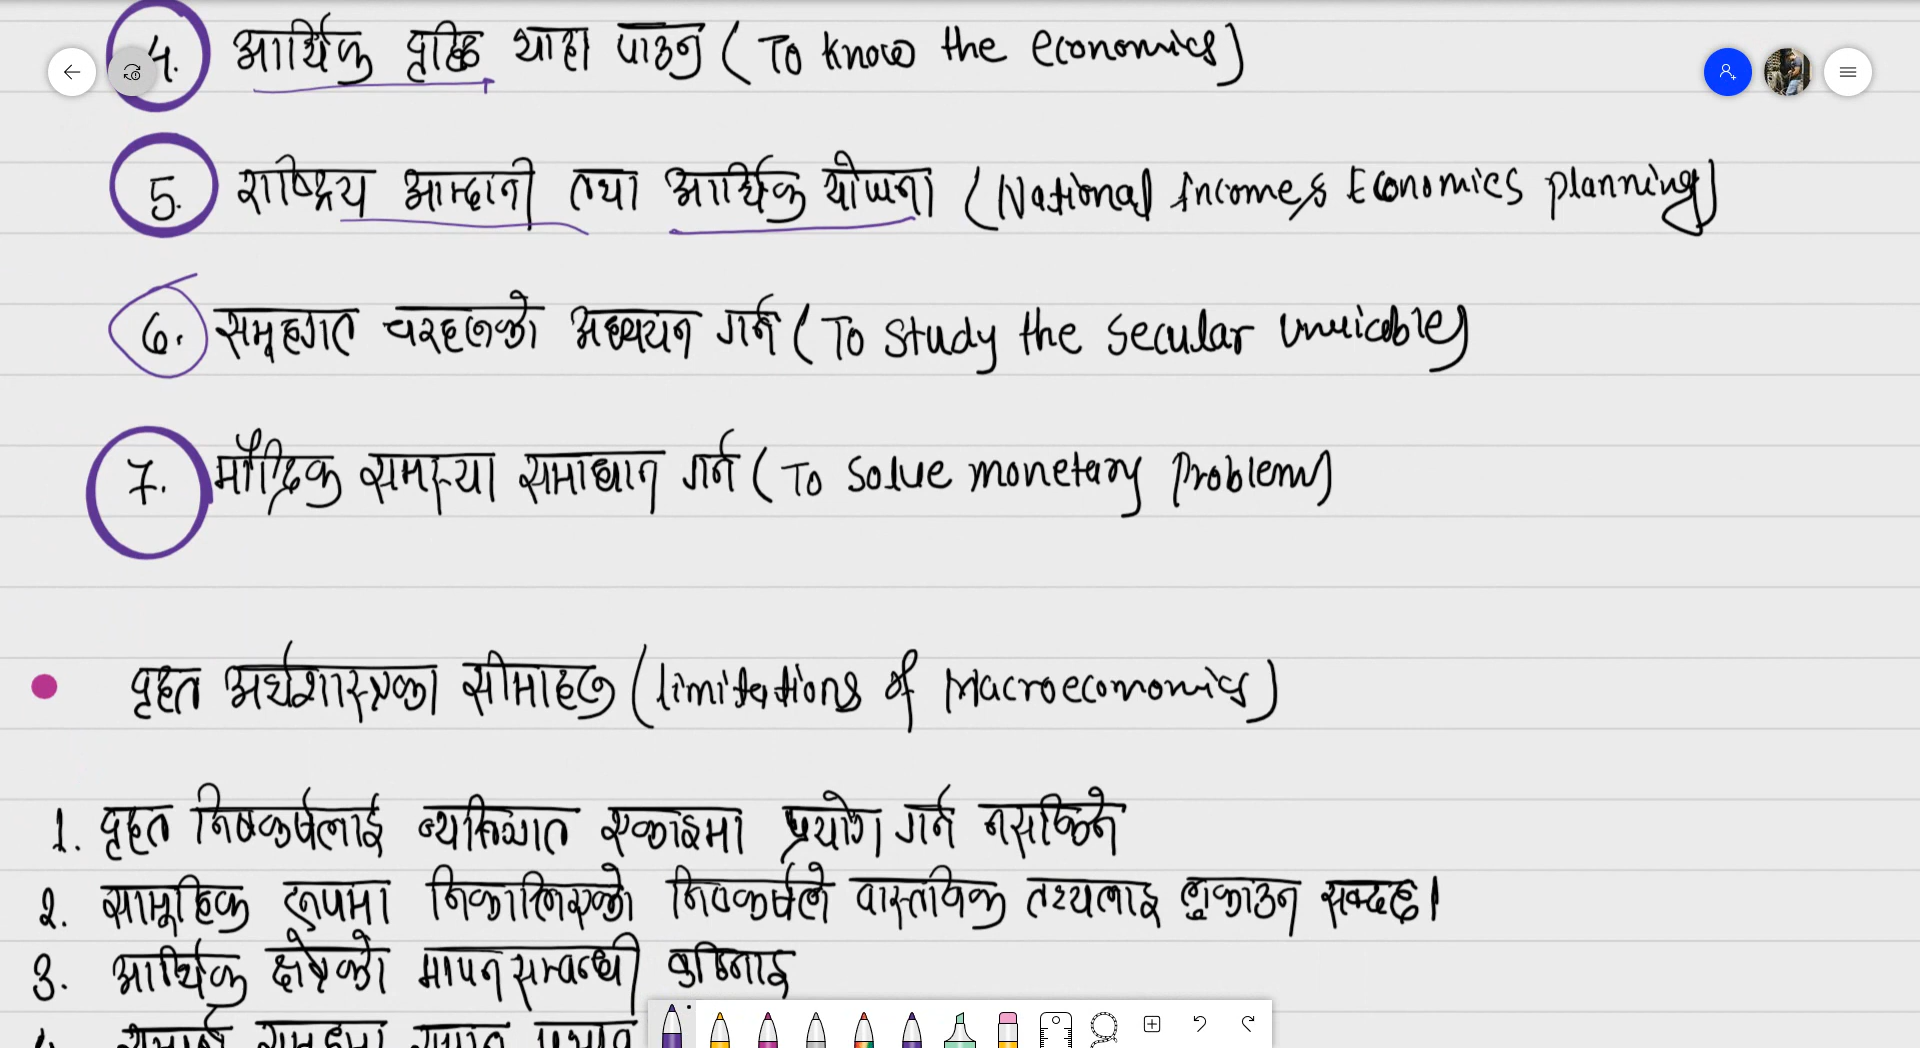 4. आर्थिक वृद्धि थाहा पाउन (To know the economics)
5. राष्ट्रिय आम्दानी तथा आर्थिक योजना (National Income & Economics planning)
6. समूहगत चरहरूको अध्ययन गर्न (To study the secular
7. मौद्रिक समस्या समाधान गर्न (To solve monetary problems)
वृहत अर्थशास्त्रका सीमाहरु (limitations of Macroeconomics)
1. वृहत निष्कर्षलाई व्यक्तिगत एकाइमा प्रयोग गर्न नसकिने
2. सामूहिक रूपमा निकालिएको निष्कर्षले वास्तविक तथ्यलाइ लुकाउन सक्दछ।
3. आर्थिक क्षेत्रको मापन सम्बन्धी कठिनाइ